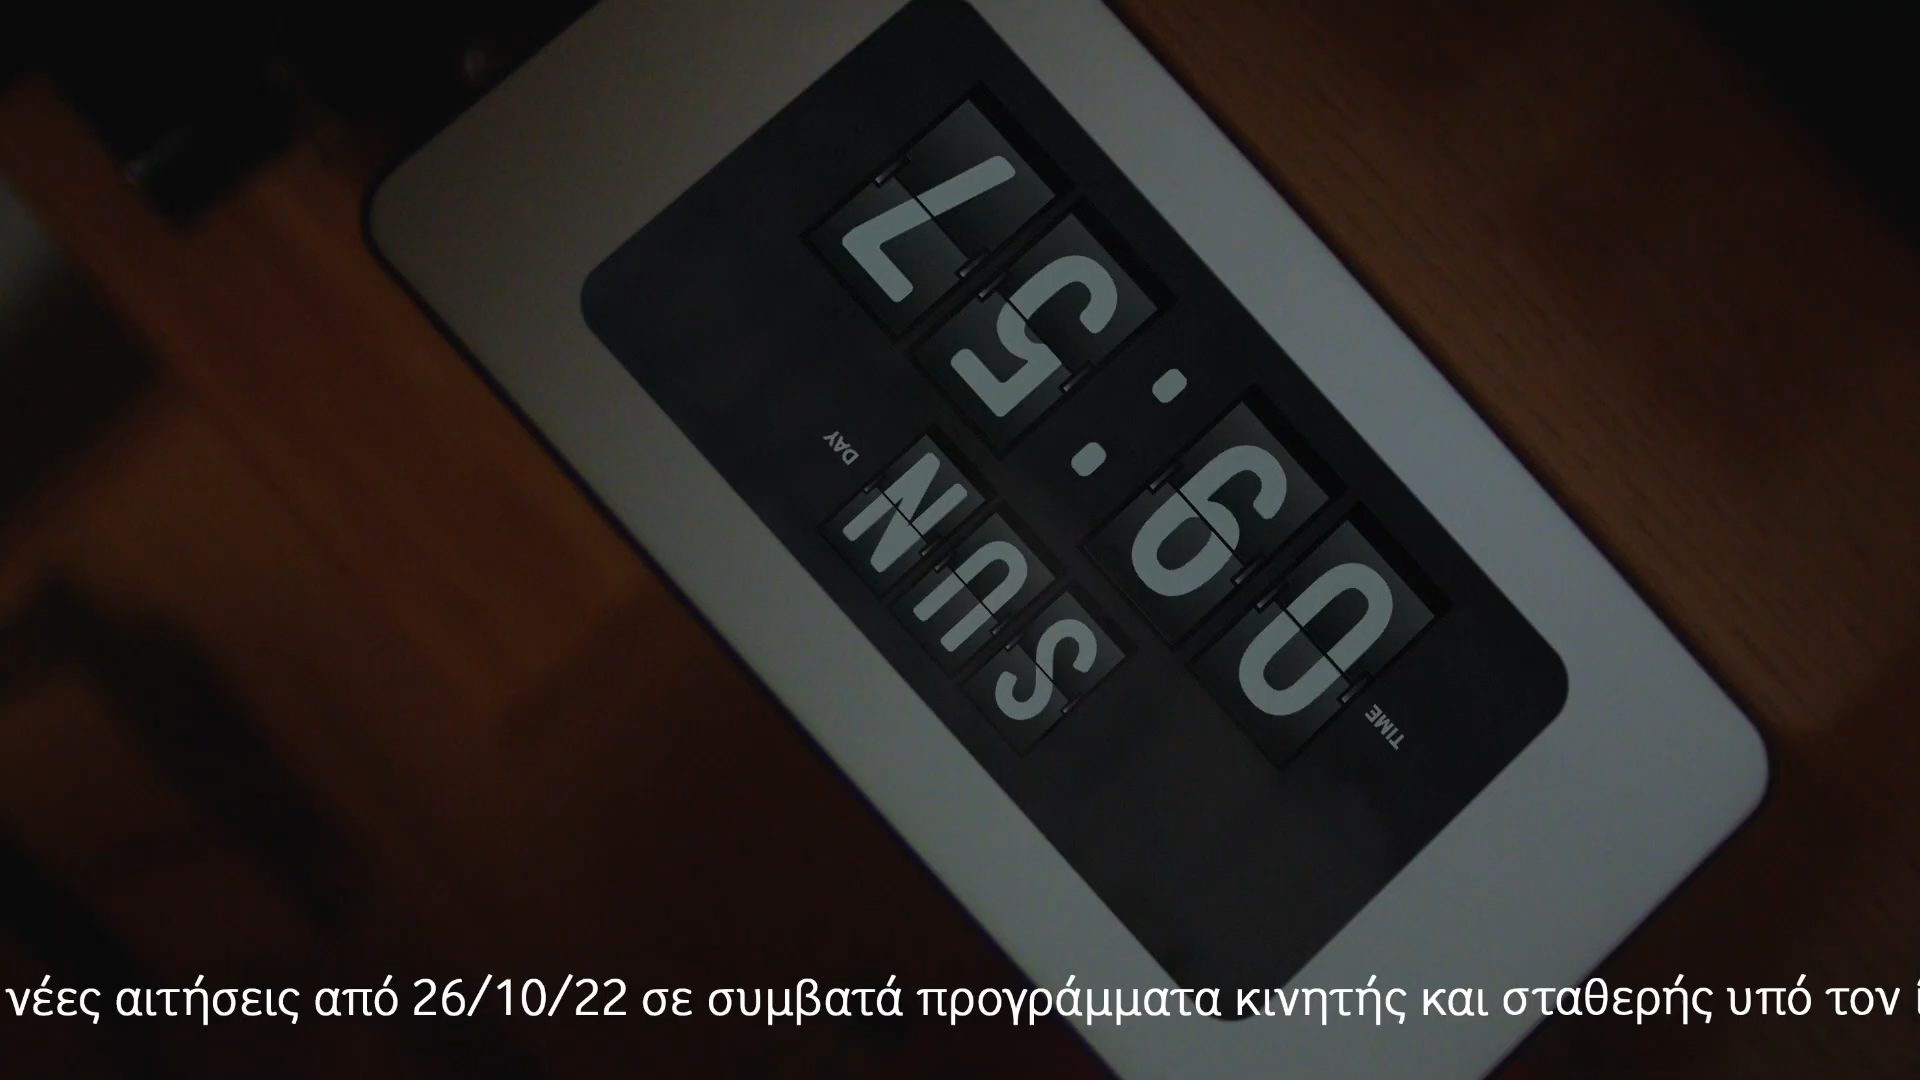 DAY
SUN
09:57
TIME
νέες αιτήσεις από 26/10/22 σε συμβατά προγράμματα κινητής και σταθερής υπό τον